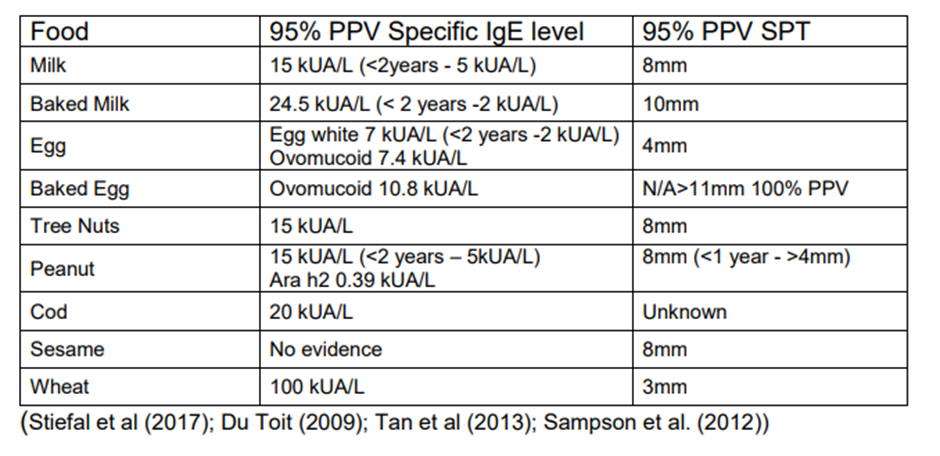 Food 95% PPV Specific IgE level 95% PPV SPT
Milk 15 kUA/L (<2years - 5 kUA/L) 8mm
Baked Milk 24.5 kUA/L (< 2 years -2 kUA/L) 10mm
Egg Egg white 7 kUA/L (<2 years -2 kUA/L) 4mm
Ovomucoid 7.4 kUA/L
Baked Egg Ovomucoid 10.8 kUA/L N/A>11mm 100% PPV
Tree Nuts 15 kUA/L 8mm
Peanut 15 kUA/L (<2 years – 5kUA/L) 8mm (<1 year - >4mm)
Ara h2 0.39 kUA/L
Cod 20 kUA/L Unknown
Sesame No evidence 8mm
Wheat 100 kUA/L 3mm
(Stiefal et al (2017); Du Toit (2009); Tan et al (2013); Sampson et al. (2012))